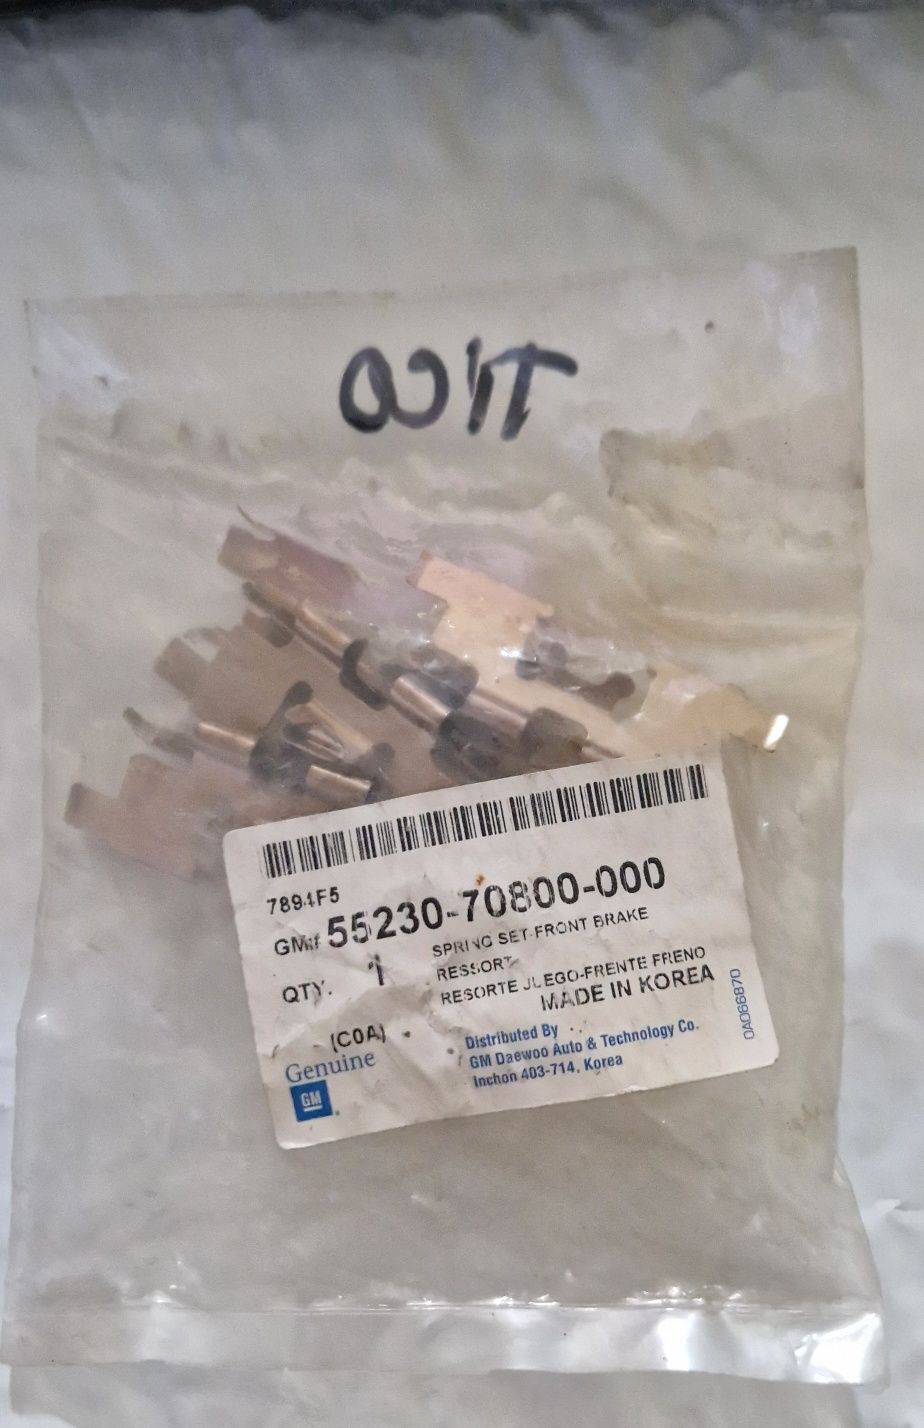 7894F5
GM# 55230-70800-000
SPRING SET-FRONT BRAKE
QTY. 1
RESSORT
RESORTE JUEGO-FRENTE FRENO
MADE IN KOREA
(C0A)
Genuine
GM
Distributed By
GM Daewoo Auto & Technology Co.
Inchon 403-714, Korea